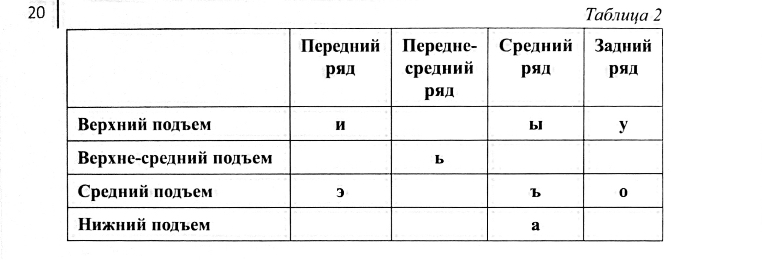 20
Таблица 2
Передний ряд
Передне-средний ряд
Средний ряд
Задний ряд
Верхний подъем и ы у
Верхне-средний подъем ь
Средний подъем э ъ о
Нижний подъем а